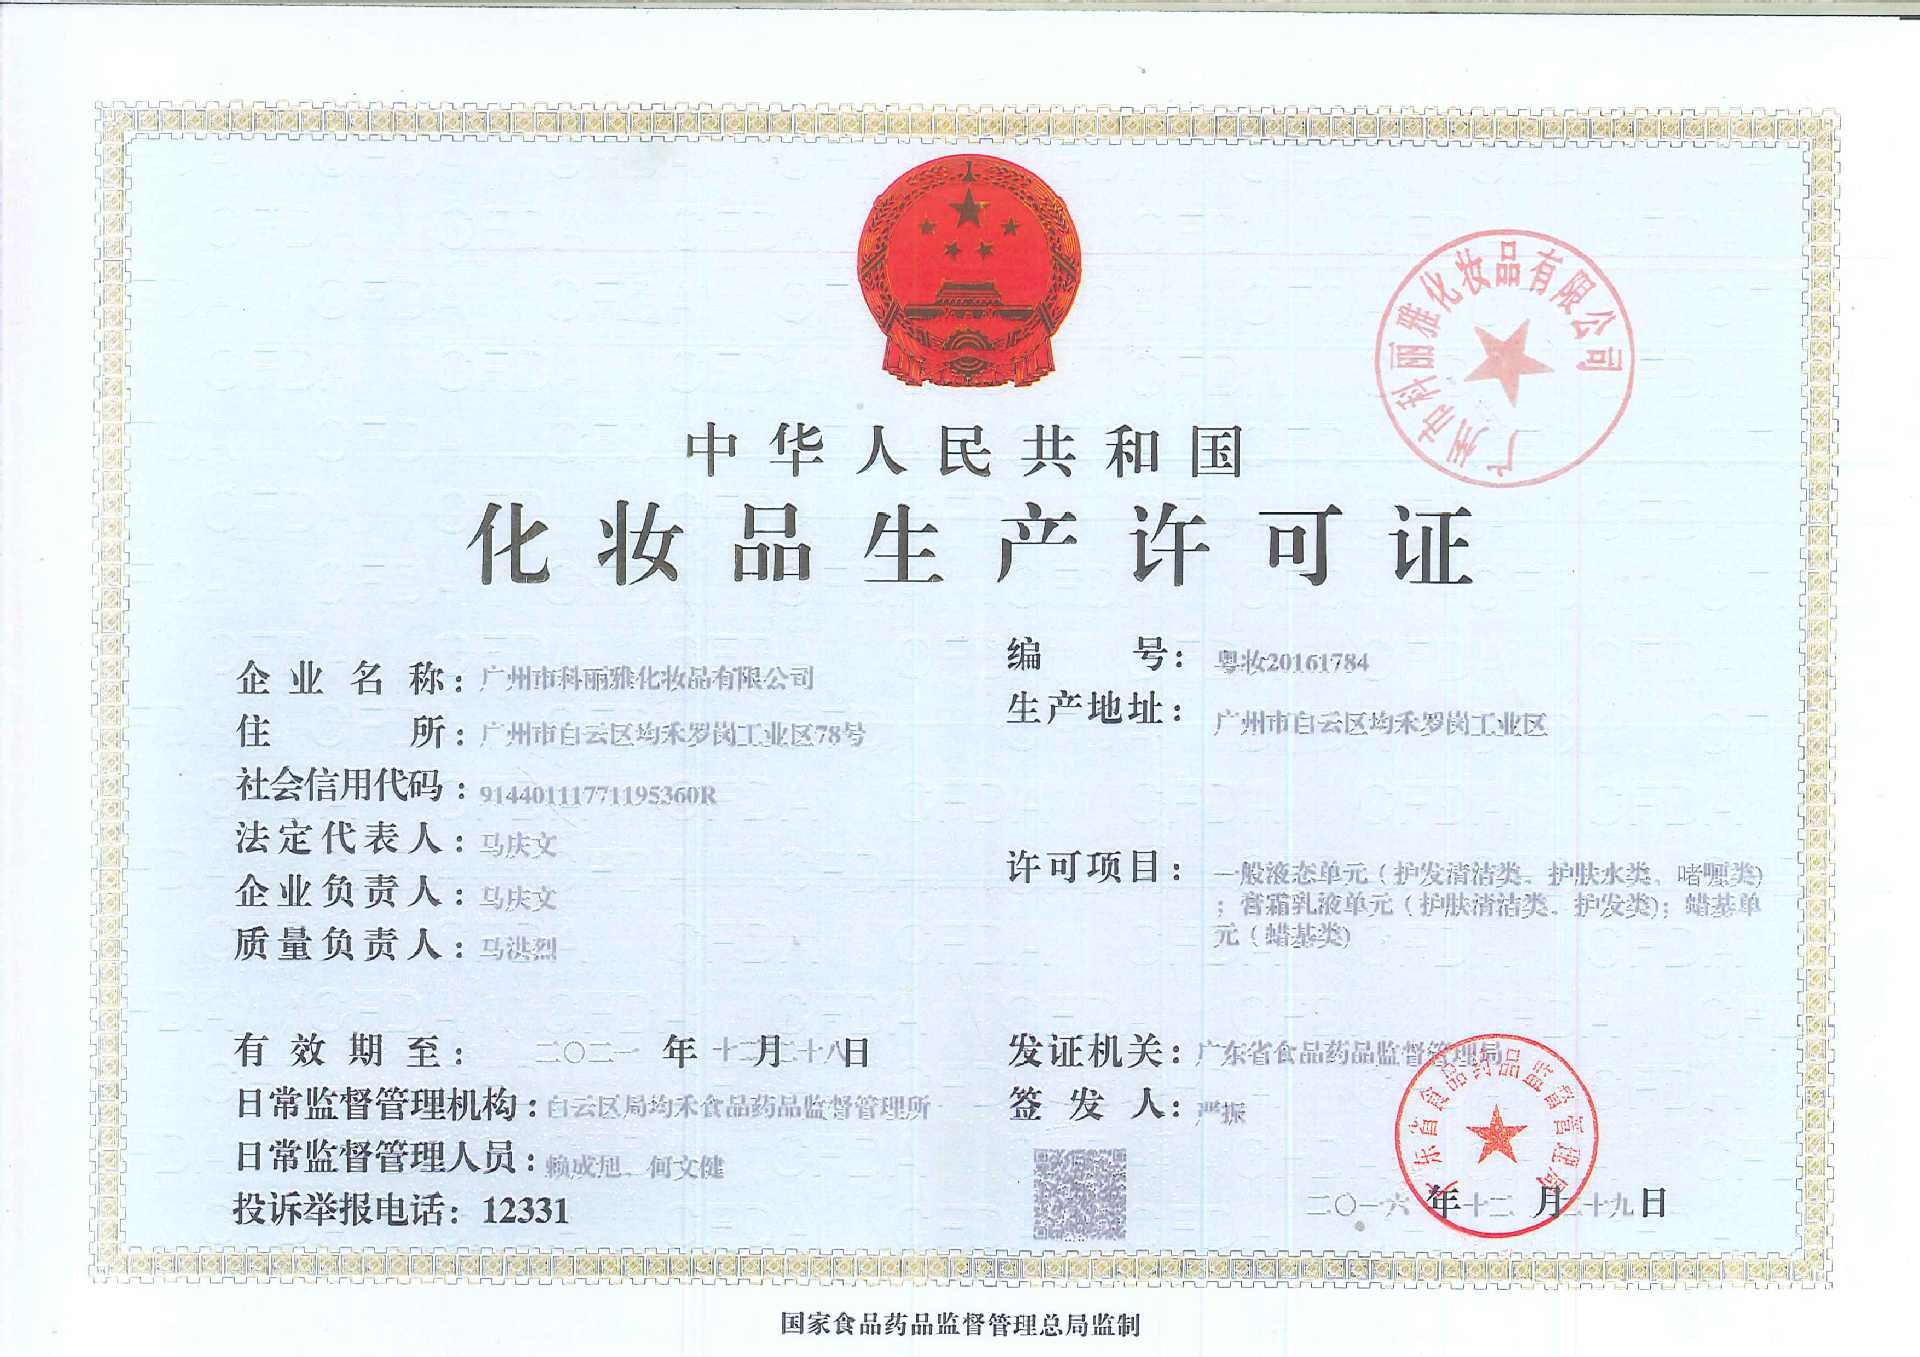 中华人民共和国
化妆品生产许可证
广州市科丽雅化妆品有限公司
企业名称：广州市科丽雅化妆品有限公司
住所：广州市白云区均禾罗岗工业区78号
社会信用代码：91440111771195360R
法定代表人：马庆文
企业负责人：马庆文
质量负责人：马洪烈
编号：粤妆20161784
生产地址：广州市白云区均禾罗岗工业区
许可项目：一般液态单元（护发清洁类、护肤水类、啫喱类)
；膏霜乳液单元（护肤清洁类、护发类)；蜡基单
元（蜡基类)
有效期至：二〇二一年十二月二十八日
日常监督管理机构：白云区局均禾食品药品监督管理所
日常监督管理人员：赖成旭、何文健
投诉举报电话：12331
发证机关：广东省食品药品监督管理局
签发人：严振
广东省食品药品监督管理局
二〇一六年十二月二十九日
国家食品药品监督管理总局监制